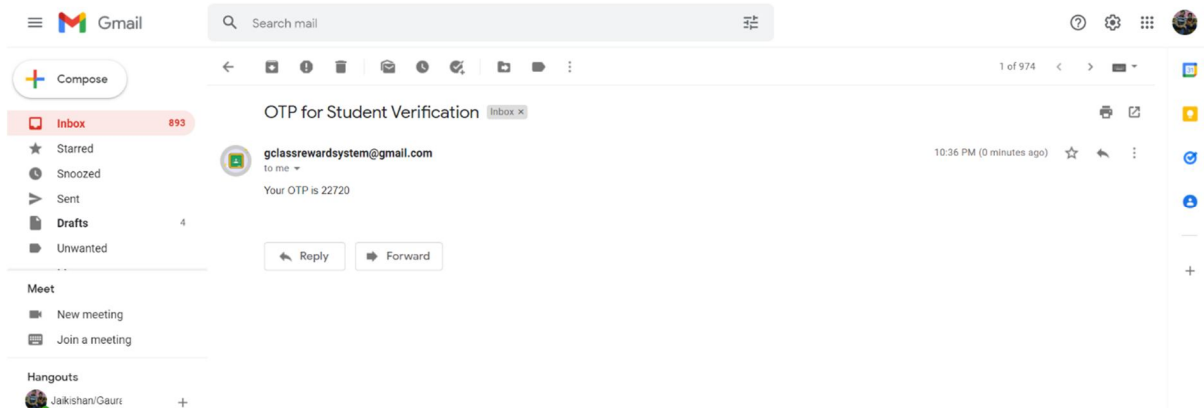 Gmail
Search mail
Compose
1 of 974
Inbox 893
Starred
Snoozed
Sent
Drafts 4
Unwanted
OTP for Student Verification Inbox ×
gclassrewardsystem@gmail.com 10:36 PM (0 minutes ago)
to me
Your OTP is 22720
Reply Forward
Meet
New meeting
Join a meeting
Hangouts
Jaikishan/Gaura